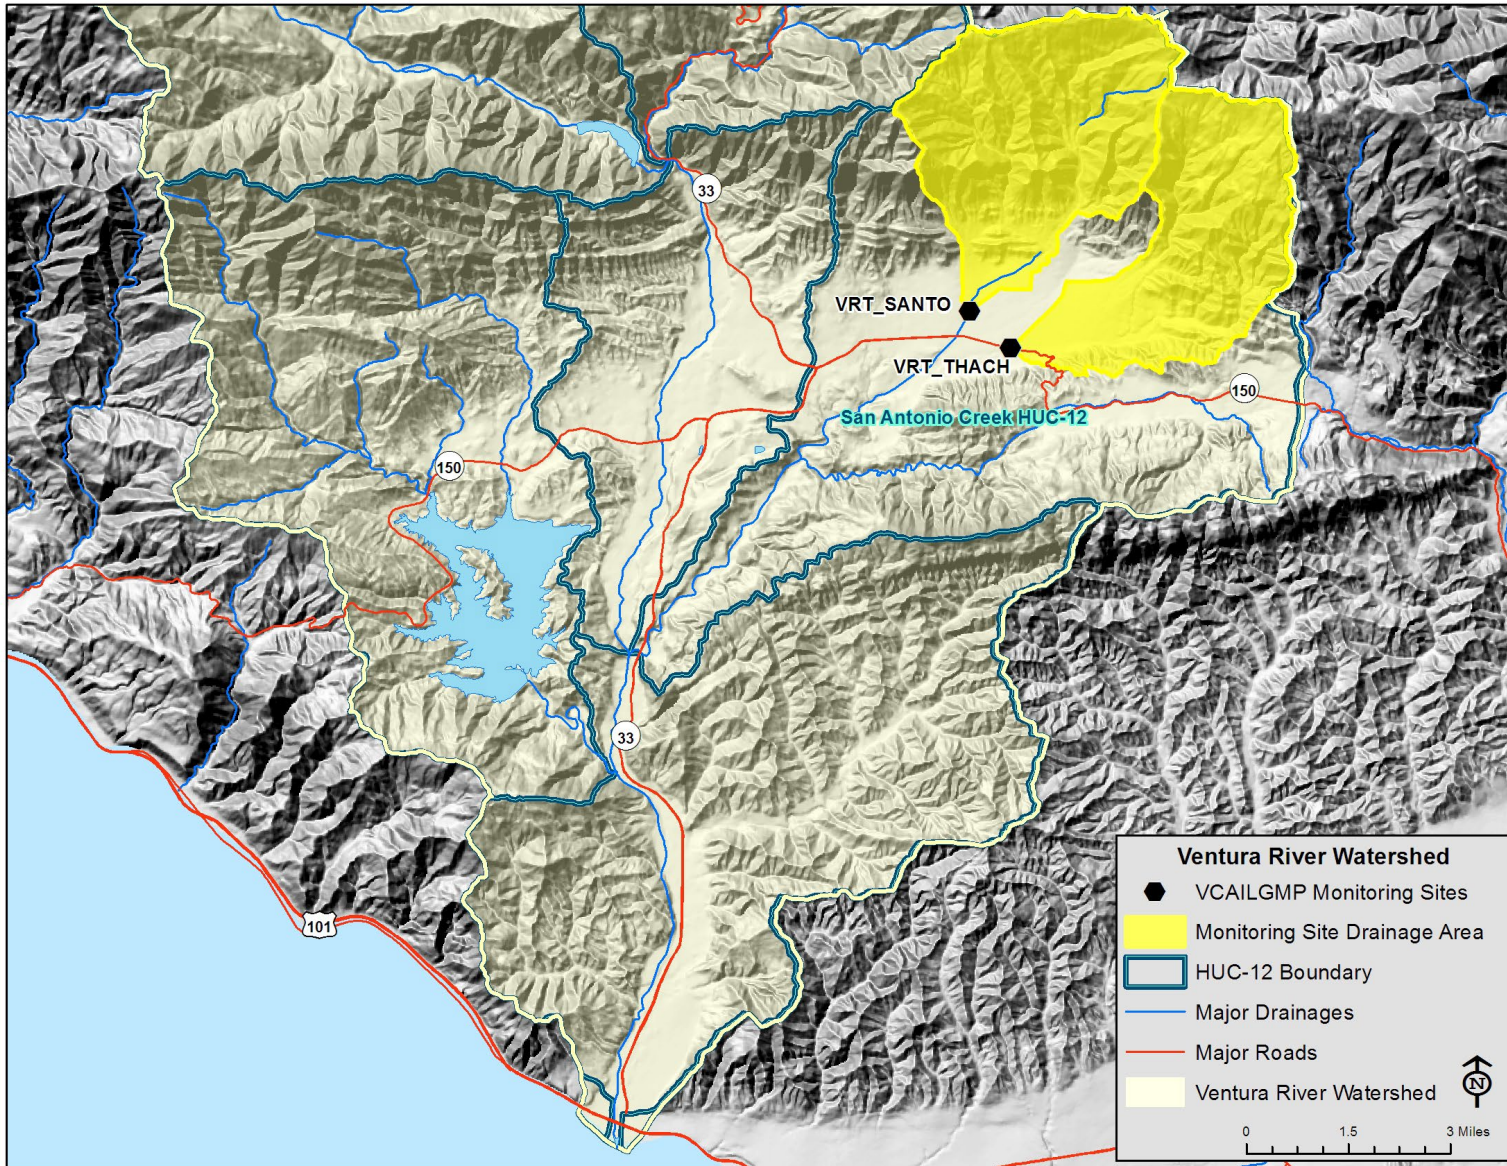 33
VRT_SANTO
VRT_THACH
150
San Antonio Creek HUC-12
150
33
101
Ventura River Watershed
VCAILGMP Monitoring Sites
Monitoring Site Drainage Area
HUC-12 Boundary
Major Drainages
Major Roads
Ventura River Watershed
N
0 1.5 3 Miles